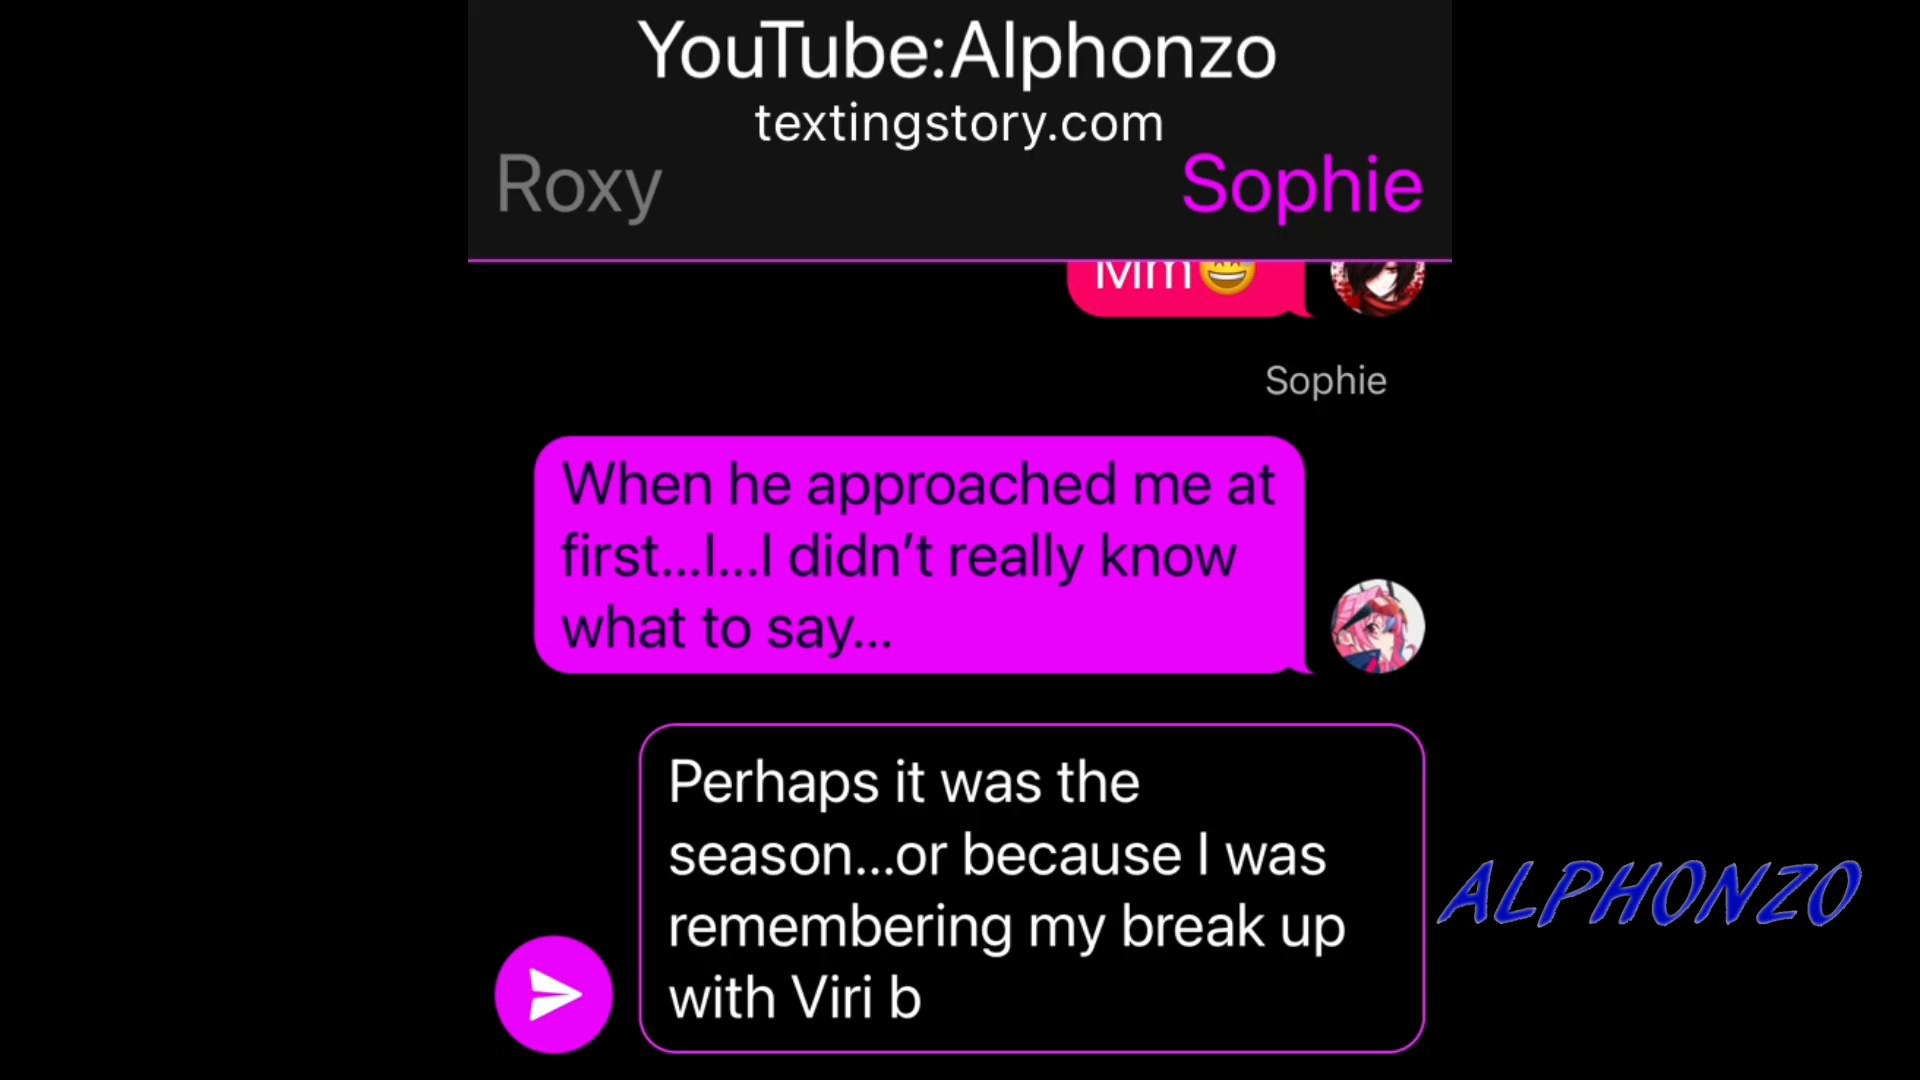 YouTube:Alphonzo
textingstory.com
Roxy
Sophie
Mm😄
Sophie
When he approached me at
first...I...I didn’t really know
what to say...
Perhaps it was the
season...or because I was
remembering my break up
with Viri b
ALPHONZO